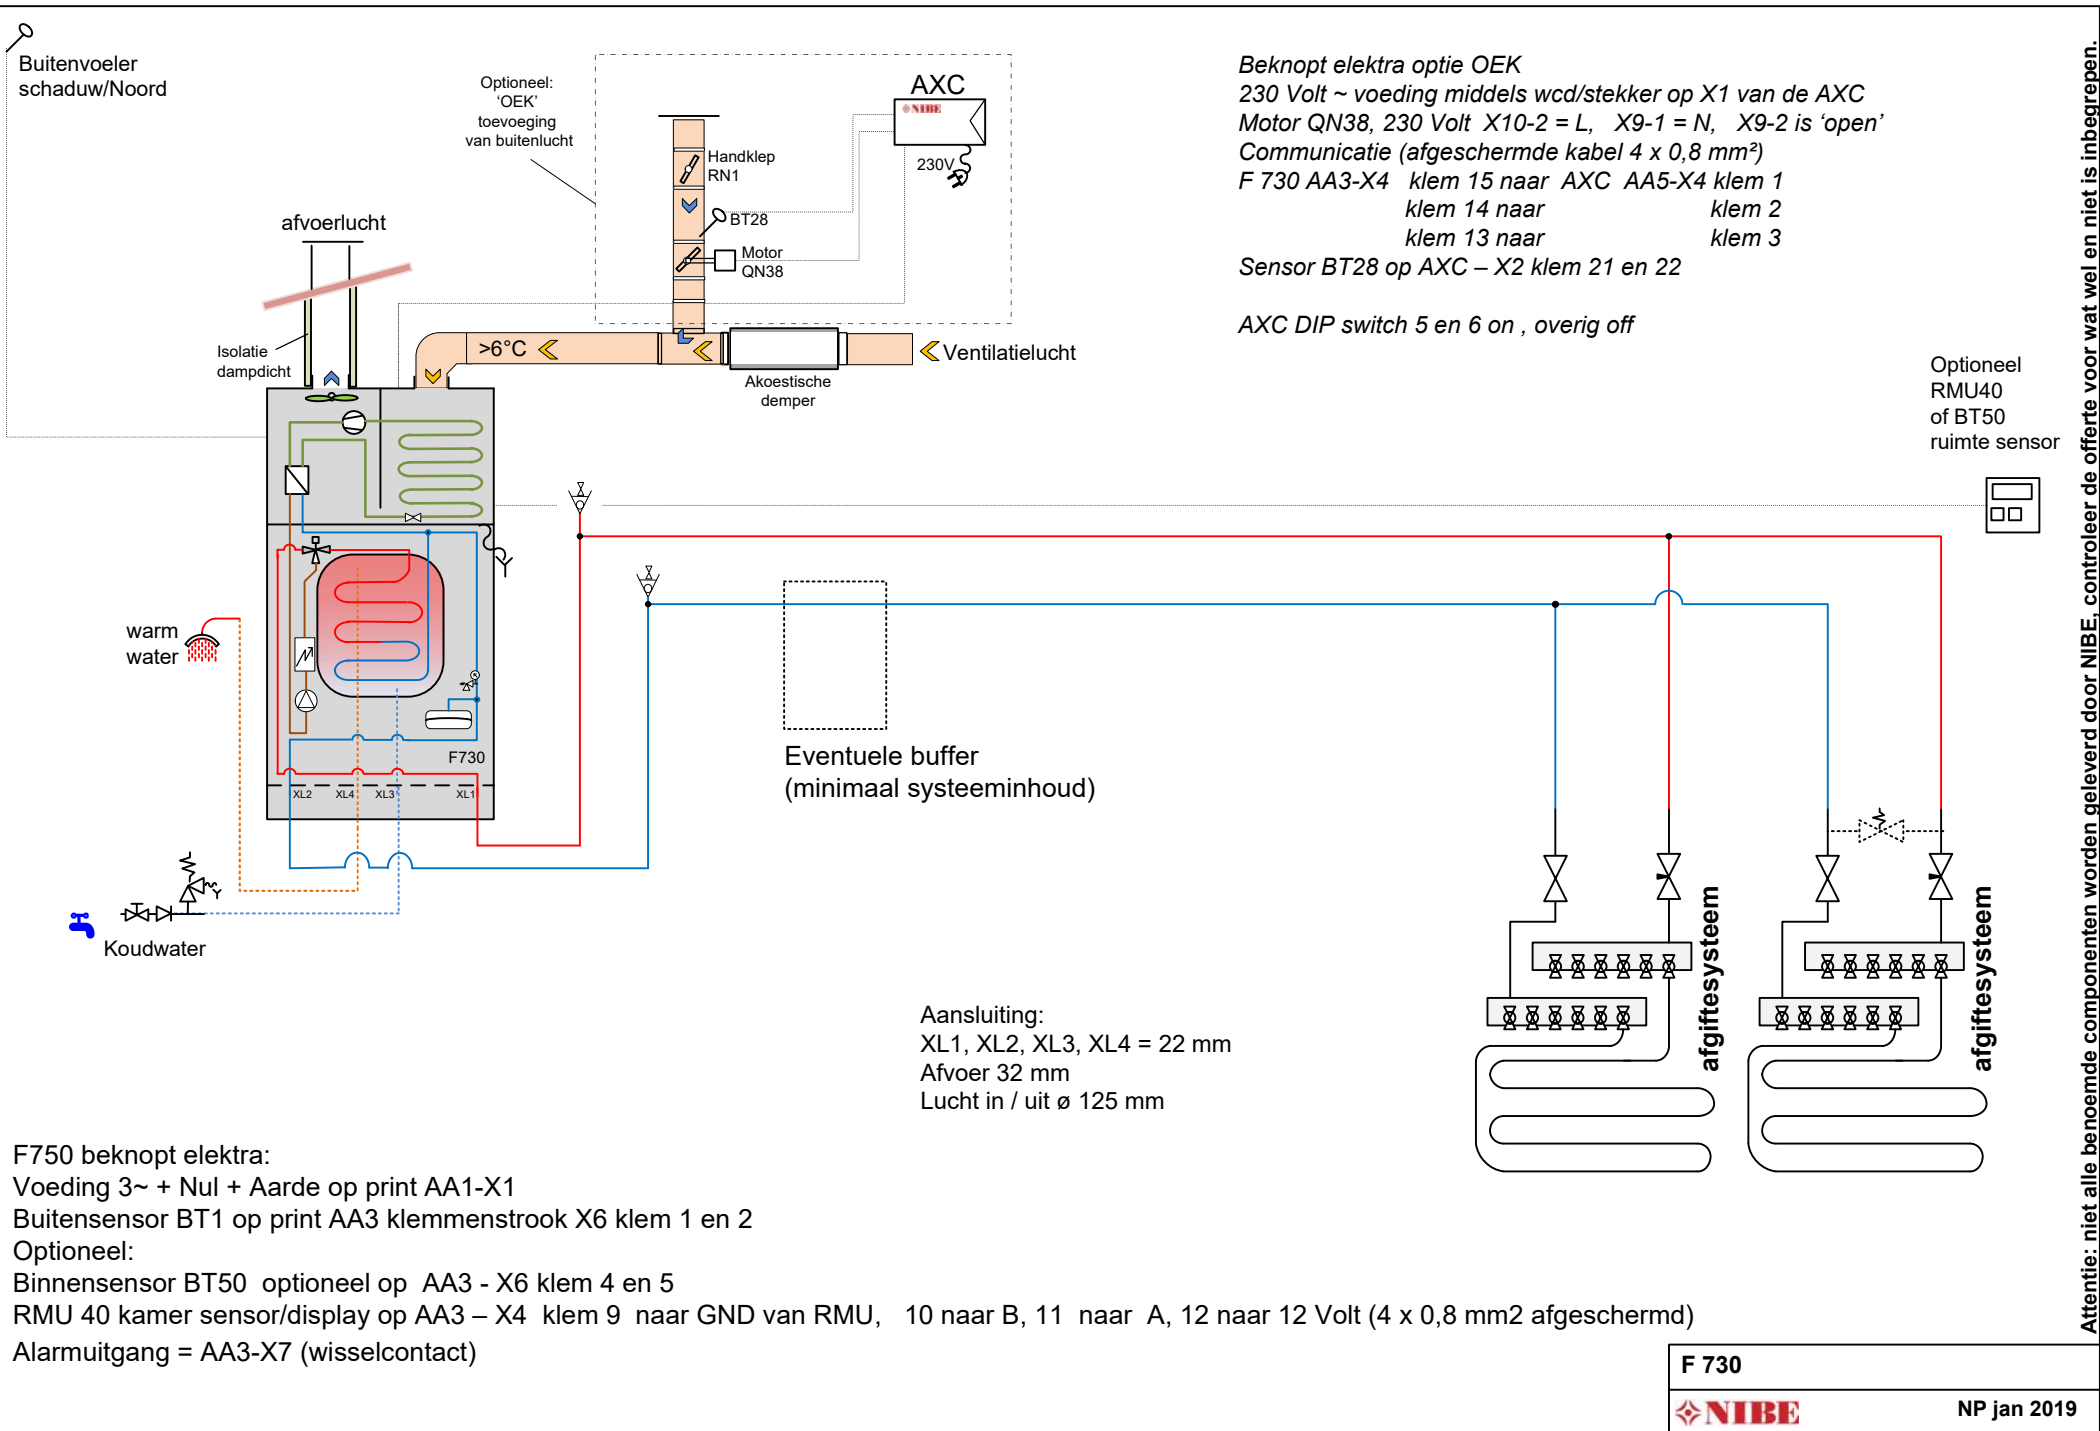 Buitenvoeler
schaduw/Noord
Optioneel:
‘OEK’
toevoeging
van buitenlucht
AXC
NIBE
230V
Handklep
RN1
BT28
Motor
QN38
afvoerlucht
Isolatie
dampdicht
>6°C
Ventilatielucht
Akoestische
demper
Beknopt elektra optie OEK
230 Volt ~ voeding middels wcd/stekker op X1 van de AXC
Motor QN38, 230 Volt X10-2 = L, X9-1 = N, X9-2 is ‘open’
Communicatie (afgeschermde kabel 4 x 0,8 mm²)
F 730 AA3-X4 klem 15 naar AXC AA5-X4 klem 1
klem 14 naar klem 2
klem 13 naar klem 3
Sensor BT28 op AXC – X2 klem 21 en 22
AXC DIP switch 5 en 6 on , overig off
Optioneel
RMU40
of BT50
ruimte sensor
warm
water
F730
XL2 XL4 XL3 XL1
Koudwater
Eventuele buffer
(minimaal systeeminhoud)
afgiftesysteem
afgiftesysteem
Aansluiting:
XL1, XL2, XL3, XL4 = 22 mm
Afvoer 32 mm
Lucht in / uit ø 125 mm
F750 beknopt elektra:
Voeding 3~ + Nul + Aarde op print AA1-X1
Buitensensor BT1 op print AA3 klemmenstrook X6 klem 1 en 2
Optioneel:
Binnensensor BT50 optioneel op AA3 - X6 klem 4 en 5
RMU 40 kamer sensor/display op AA3 – X4 klem 9 naar GND van RMU, 10 naar B, 11 naar A, 12 naar 12 Volt (4 x 0,8 mm2 afgeschermd)
Alarmuitgang = AA3-X7 (wisselcontact)
Attentie: niet alle benoemde componenten worden geleverd door NIBE, controleer de offerte voor wat wel en niet is inbegrepen.
F 730
NIBE
NP jan 2019